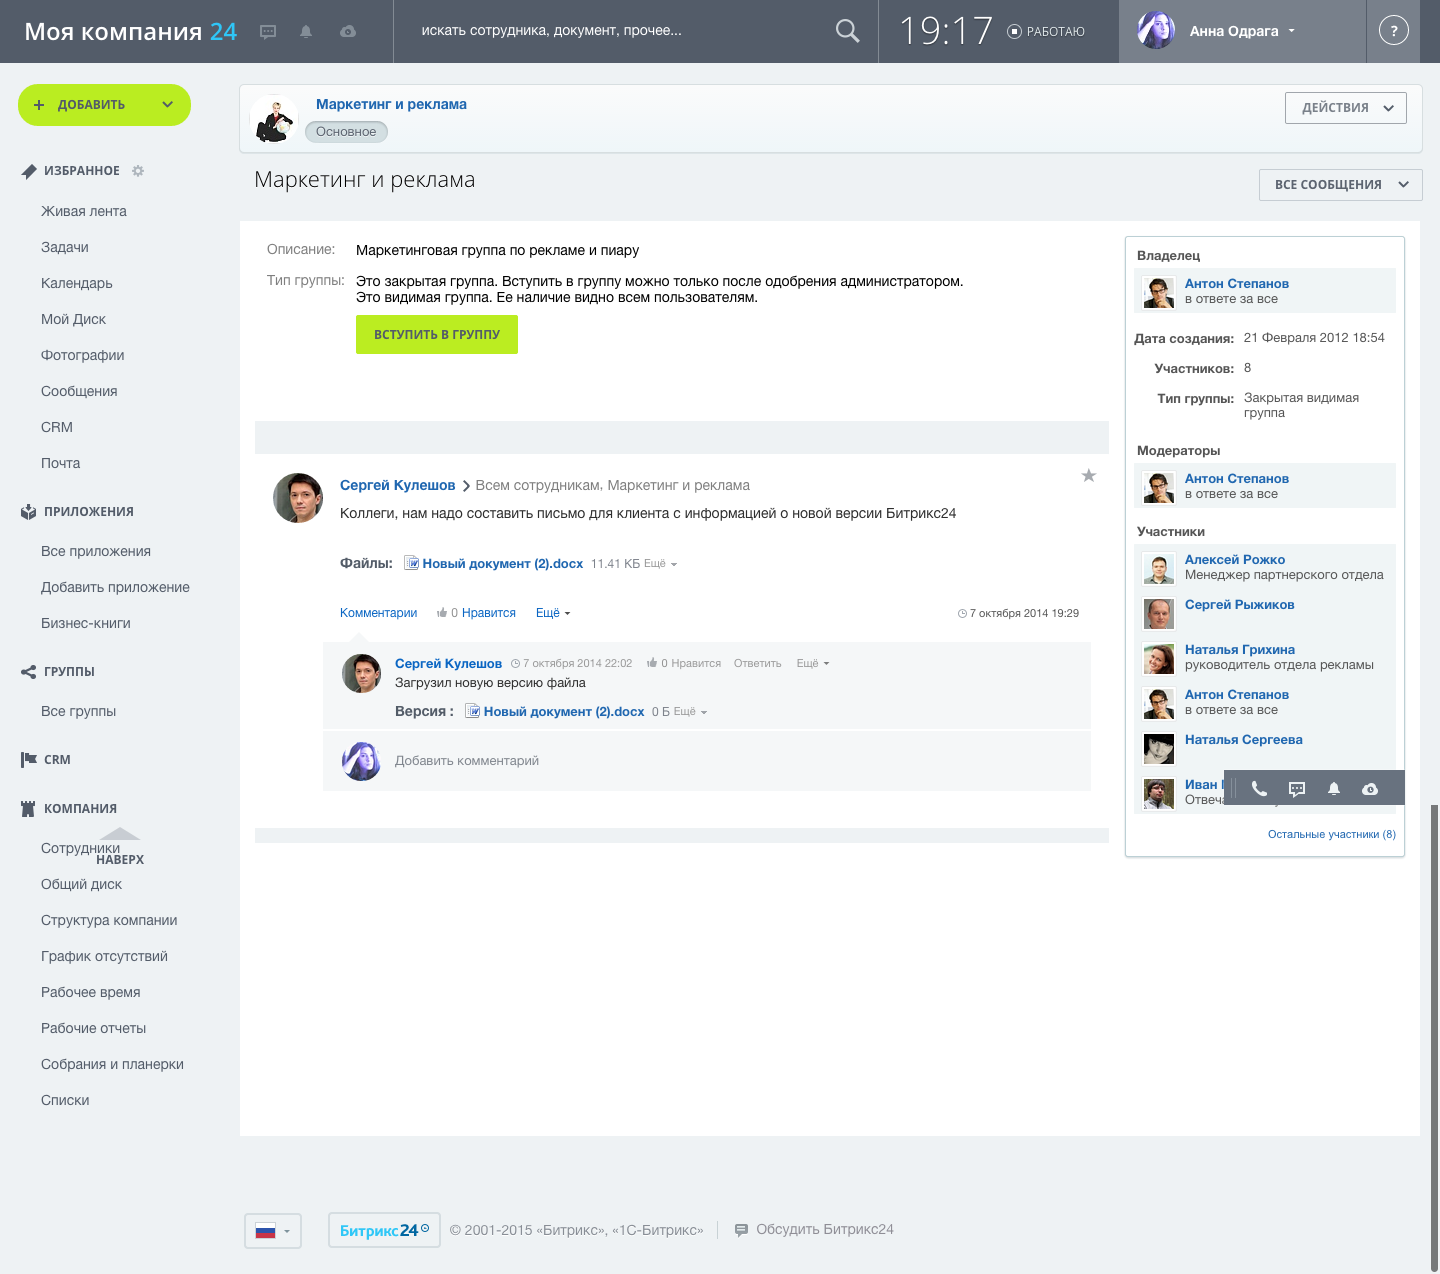 Моя компания 24
искать сотрудника, документ, прочее...
19:17
РАБОТАЮ
Анна Одрага
?
ДОБАВИТЬ
ИЗБРАННОЕ
Живая лента
Задачи
Календарь
Мой Диск
Фотографии
Сообщения
CRM
Почта
ПРИЛОЖЕНИЯ
Все приложения
Добавить приложение
Бизнес-книги
ГРУППЫ
Все группы
CRM
КОМПАНИЯ
Сотрудники
НАВЕРХ
Общий диск
Структура компании
График отсутствий
Рабочее время
Рабочие отчеты
Собрания и планерки
Списки
Маркетинг и реклама
Основное
ДЕЙСТВИЯ
Маркетинг и реклама
ВСЕ СООБЩЕНИЯ
Описание: Маркетинговая группа по рекламе и пиару
Тип группы: Это закрытая группа. Вступить в группу можно только после одобрения администратором.
Это видимая группа. Ее наличие видно всем пользователям.
ВСТУПИТЬ В ГРУППУ
Сергей Кулешов Всем сотрудникам, Маркетинг и реклама
Коллеги, нам надо составить письмо для клиента с информацией о новой версии Битрикс24
Файлы: Новый документ (2).docx 11.41 КБ Ещё
Комментарии 0 Нравится Ещё 7 октября 2014 19:29
Сергей Кулешов 7 октября 2014 22:02 0 Нравится Ответить Ещё
Загрузил новую версию файла
Версия : Новый документ (2).docx 0 Б Ещё
Добавить комментарий
Владелец
Антон Степанов
в ответе за все
Дата создания: 21 Февраля 2012 18:54
Участников: 8
Тип группы: Закрытая видимая
группа
Модераторы
Антон Степанов
в ответе за все
Участники
Алексей Рожко
Менеджер партнерского отдела
Сергей Рыжиков
Наталья Грихина
руководитель отдела рекламы
Антон Степанов
в ответе за все
Наталья Сергеева
Иван
Остальные участники (8)
Битрикс24
© 2001-2015 «Битрикс», «1С-Битрикс»
Обсудить Битрикс24